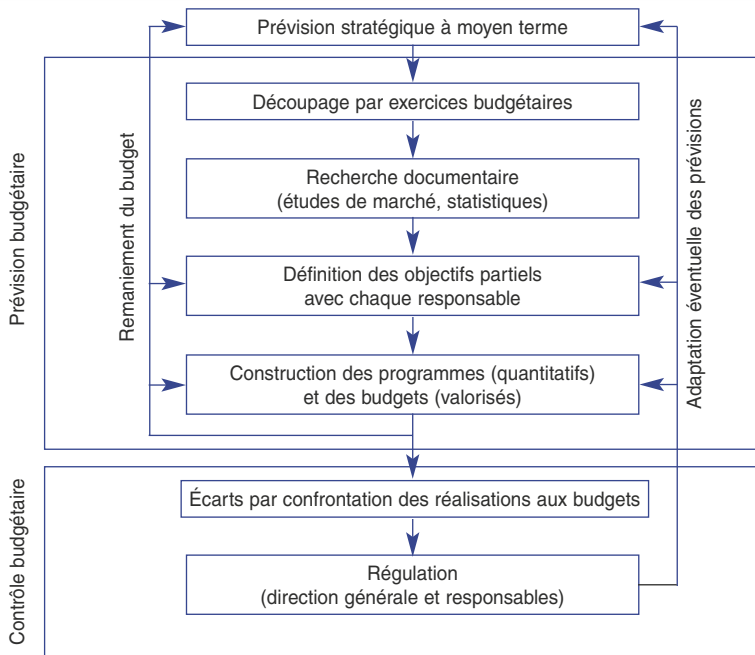 Prévision stratégique à moyen terme
Découpage par exercices budgétaires
Recherche documentaire
(études de marché, statistiques)
Définition des objectifs partiels
avec chaque responsable
Construction des programmes (quantitatifs)
et des budgets (valorisés)
Écarts par confrontation des réalisations aux budgets
Régulation
(direction générale et responsables)
Prévision budgétaire
Remaniement du budget
Adaptation éventuelle des prévisions
Contrôle budgétaire